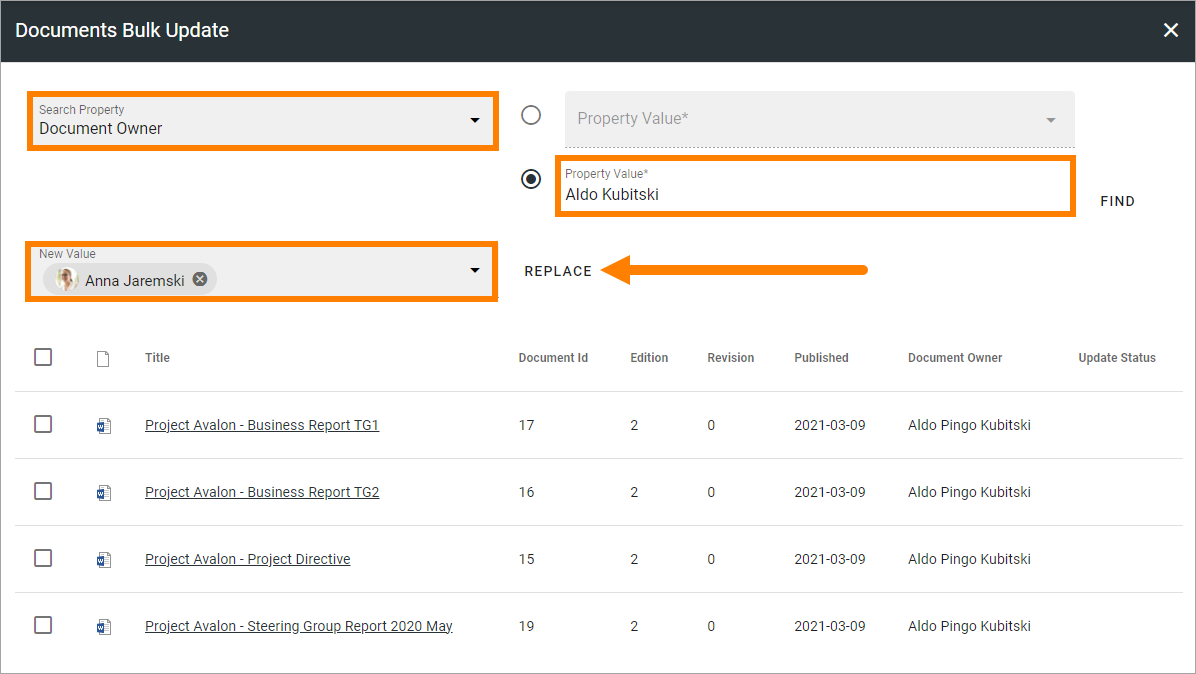 Documents Bulk Update
Search Property
Document Owner
Property Value*
Property Value*
Aldo Kubitski
FIND
New Value
Anna Jaremski
REPLACE
Title Document Id Edition Revision Published Document Owner Update Status
Project Avalon - Business Report TG1 17 2 0 2021-03-09 Aldo Pingo Kubitski
Project Avalon - Business Report TG2 16 2 0 2021-03-09 Aldo Pingo Kubitski
Project Avalon - Project Directive 15 2 0 2021-03-09 Aldo Pingo Kubitski
Project Avalon - Steering Group Report 2020 May 19 2 0 2021-03-09 Aldo Pingo Kubitski